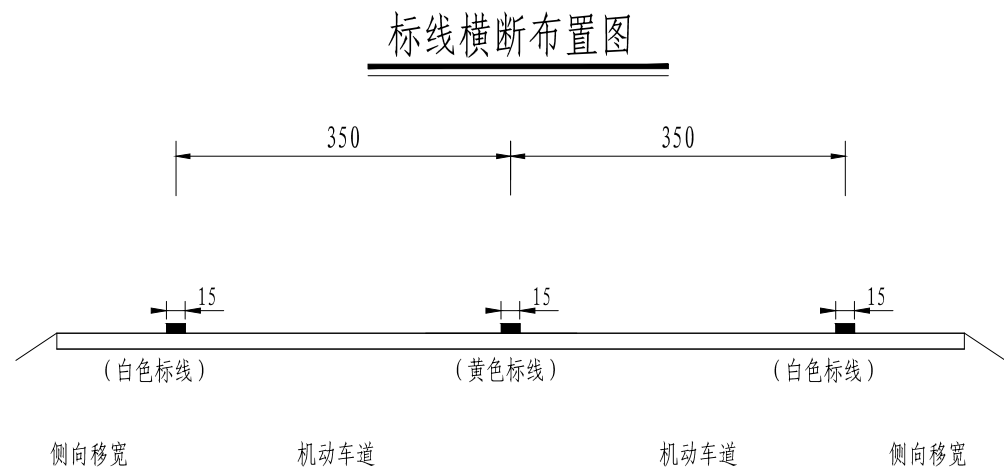 标线横断布置图
350 350
15 15 15
(白色标线) (黄色标线) (白色标线)
侧向移宽 机动车道 机动车道 侧向移宽